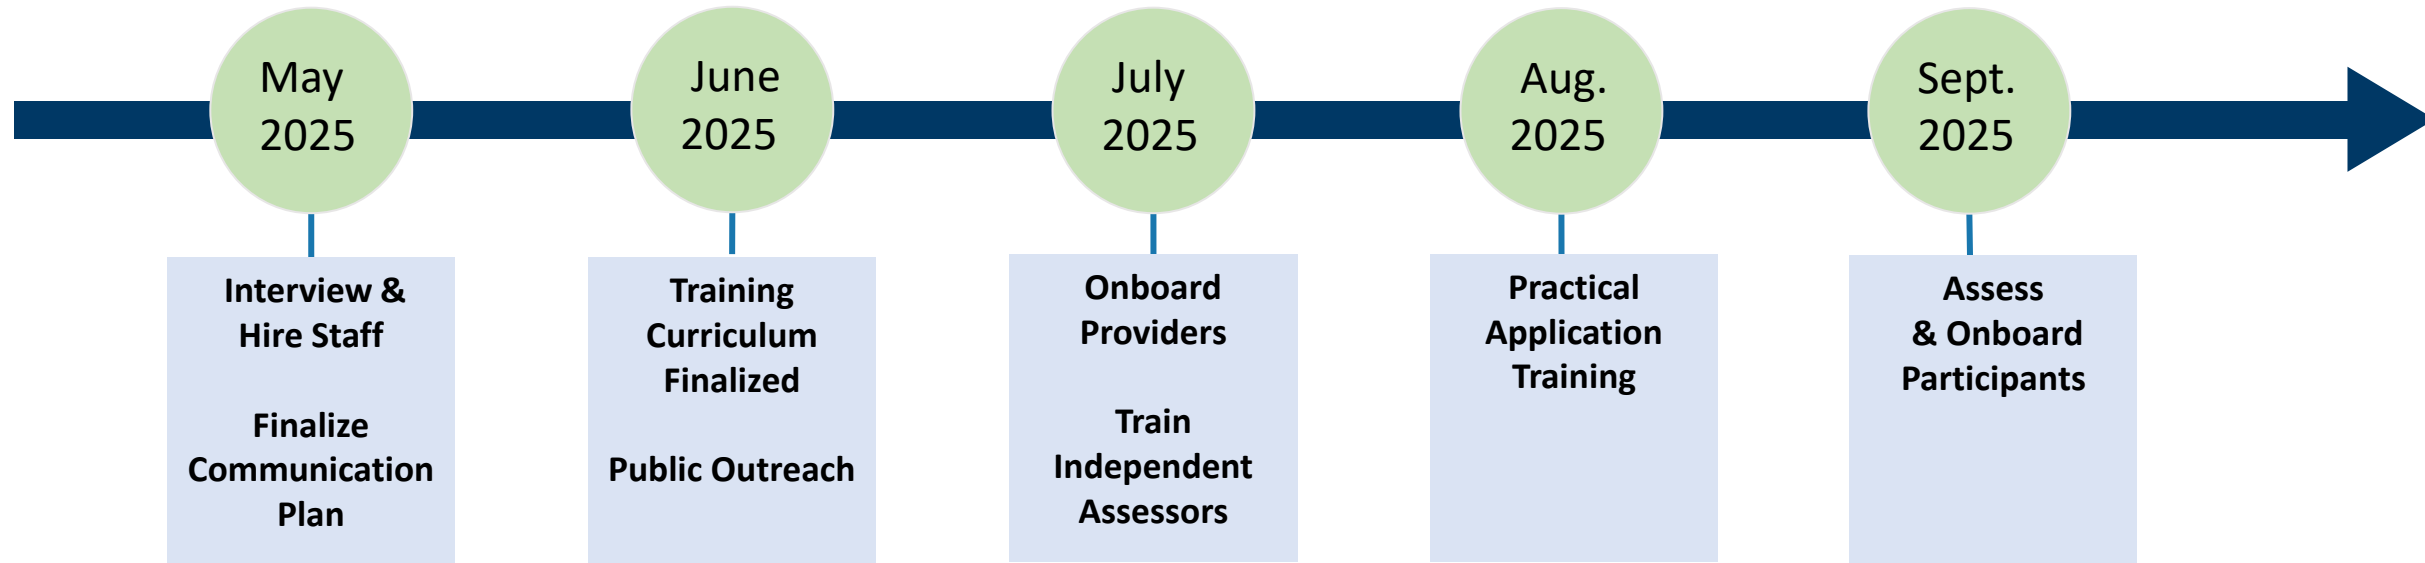 May
2025
June
2025
July
2025
Aug.
2025
Sept.
2025
Interview &
Hire Staff
Finalize
Communication
Plan
Training
Curriculum
Finalized
Public Outreach
Onboard
Providers
Train
Independent
Assessors
Practical
Application
Training
Assess
& Onboard
Participants